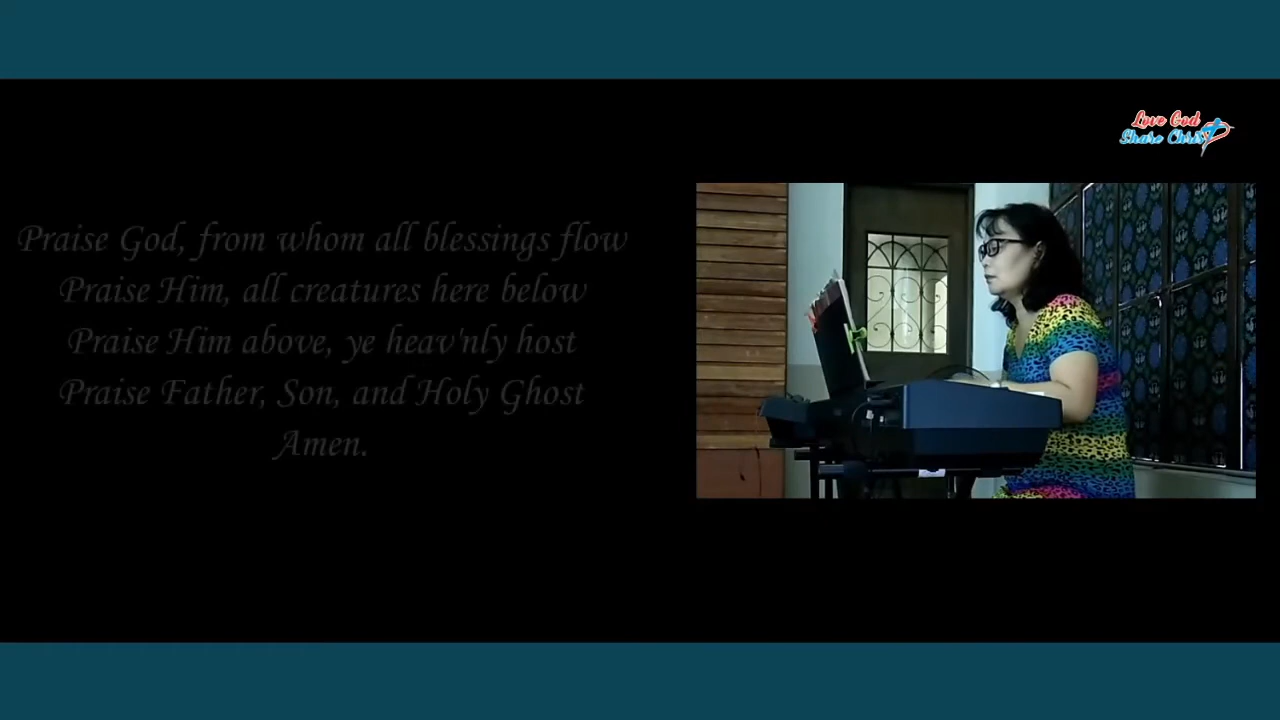 Love God
Share Christ
Praise God, from whom all blessings flow
Praise Him, all creatures here below
Praise Him above, ye heav'nly host
Praise Father, Son, and Holy Ghost
Amen.